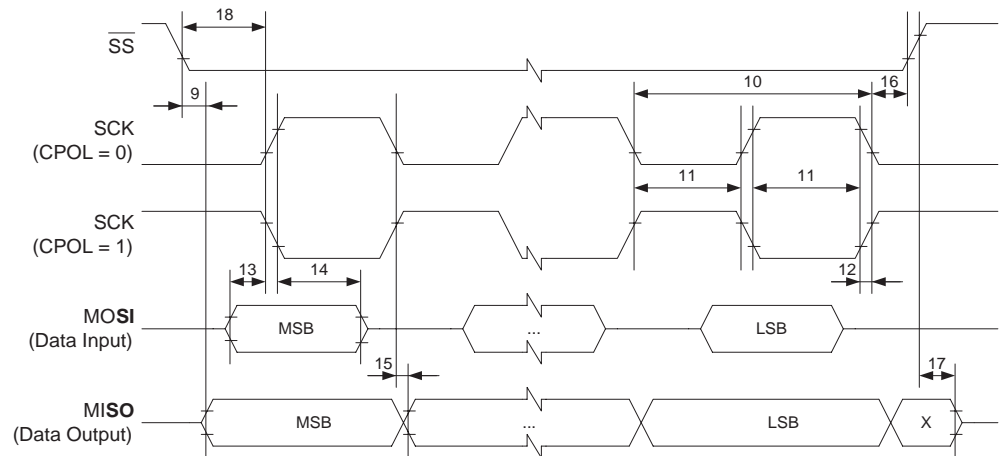 18
SS
10
16
9
SCK
(CPOL = 0)
11
11
SCK
(CPOL = 1)
13
14
12
MOSI
(Data Input)
MSB
...
LSB
15
17
MISO
(Data Output)
MSB
...
LSB
X